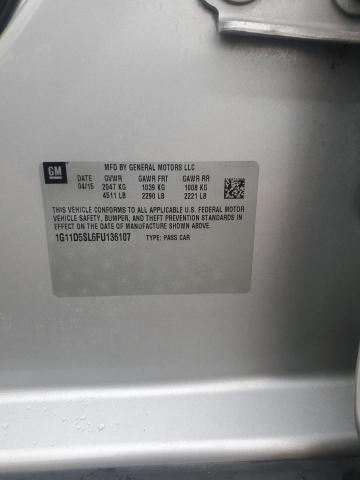 GM
MFD BY GENERAL MOTORS LLC
DATE GVWR GAWR FRT GAWR RR
04/15 2047 KG 1039 KG 1008 KG
4511 LB 2290 LB 2221 LB
THIS VEHICLE CONFORMS TO ALL APPLICABLE U.S. FEDERAL MOTOR
VEHICLE SAFETY, BUMPER, AND THEFT PREVENTION STANDARDS
IN EFFECT ON THE DATE OF MANUFACTURE SHOWN ABOVE.
1G11D5SL6FU136107 TYPE: PASS CAR